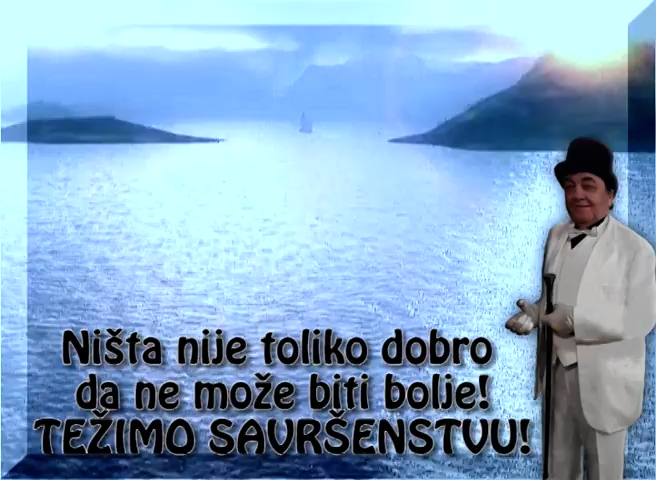 Ništa nije toliko dobro
da ne može biti bolje!
TEŽIMO SAVRŠENSTVU!